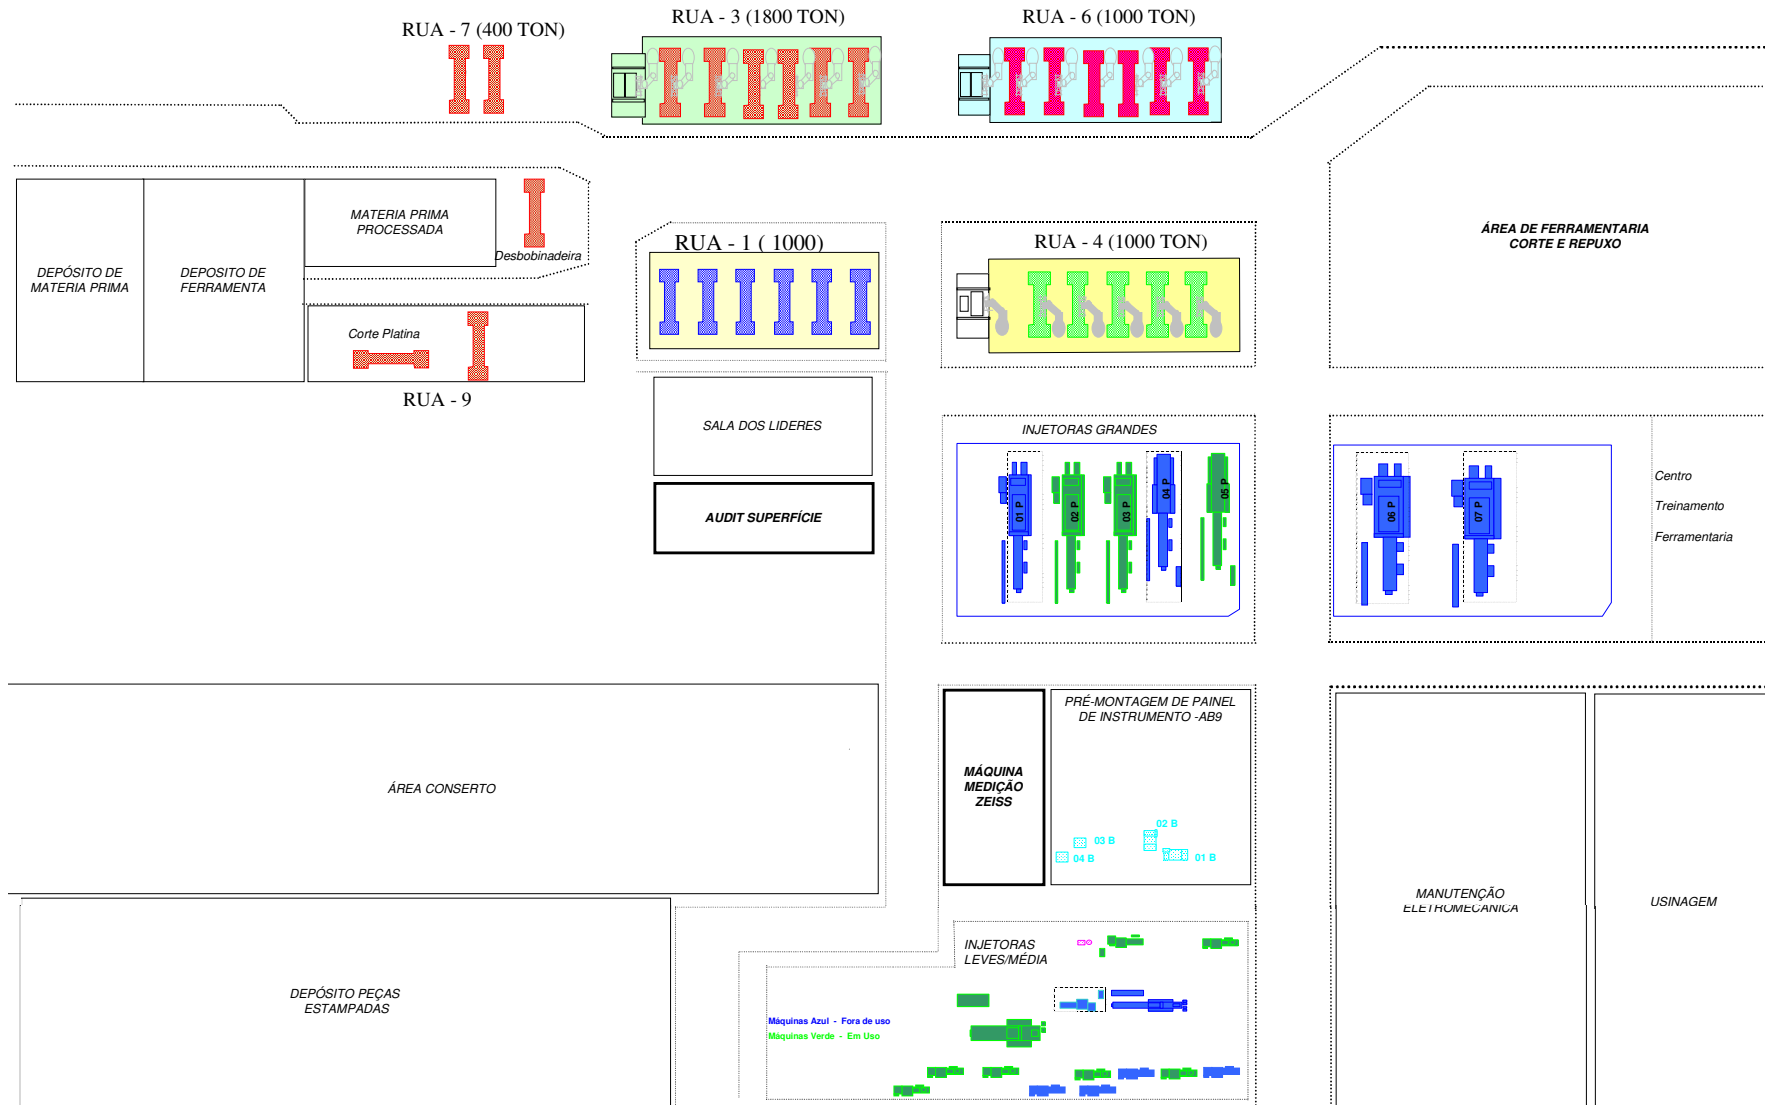 RUA - 7 (400 TON)
RUA - 3 (1800 TON)
RUA - 6 (1000 TON)
MATERIA PRIMA
PROCESSADA
Desbobinadeira
DEPÓSITO DE
MATERIA PRIMA
DEPOSITO DE
FERRAMENTA
Corte Platina
RUA - 9
RUA - 1 ( 1000)
RUA - 4 (1000 TON)
ÁREA DE FERRAMENTARIA
CORTE E REPUXO
SALA DOS LIDERES
AUDIT SUPERFÍCIE
INJETORAS GRANDES
01 P
02 P
03 P
04 P
05 P
06 P
07 P
Centro
Treinamento
Ferramentaria
ÁREA CONSERTO
MÁQUINA
MEDIÇÃO
ZEISS
PRÉ-MONTAGEM DE PAINEL
DE INSTRUMENTO -AB9
02 B
03 B
04 B
01 B
MANUTENÇÃO
ELETROMECANICA
USINAGEM
DEPÓSITO PEÇAS
ESTAMPADAS
INJETORAS
LEVES/MÉDIA
Máquinas Azul - Fora de uso
Máquinas Verde - Em Uso